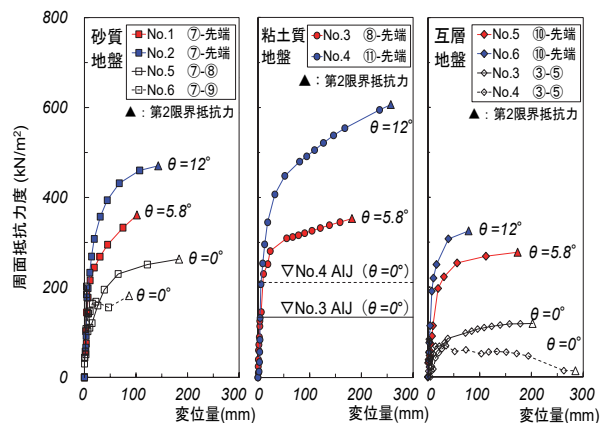 周面抵抗力度 (kN/m²)
800
600
400
200
0
砂質
地盤
No.1 ⑦-先端
No.2 ⑦-先端
No.5 ⑦-⑧
No.6 ⑦-⑨
▲：第2限界抵抗力
θ=12°
θ=5.8°
θ=0°
θ=0°
0 100 200 300
変位量(mm)
粘土質
地盤
No.3 ⑧-先端
No.4 ⑪-先端
▲：第2限界抵抗力
θ=12°
θ=5.8°
▽No.4 AIJ（θ=0°）
▽No.3 AIJ（θ=0°）
0 100 200 300
変位量(mm)
互層
地盤
No.5 ⑩-先端
No.6 ⑩-先端
No.3 ③-⑤
No.4 ③-⑤
▲：第2限界抵抗力
θ=12°
θ=5.8°
θ=0°
θ=0°
0 100 200 300
変位量(mm)